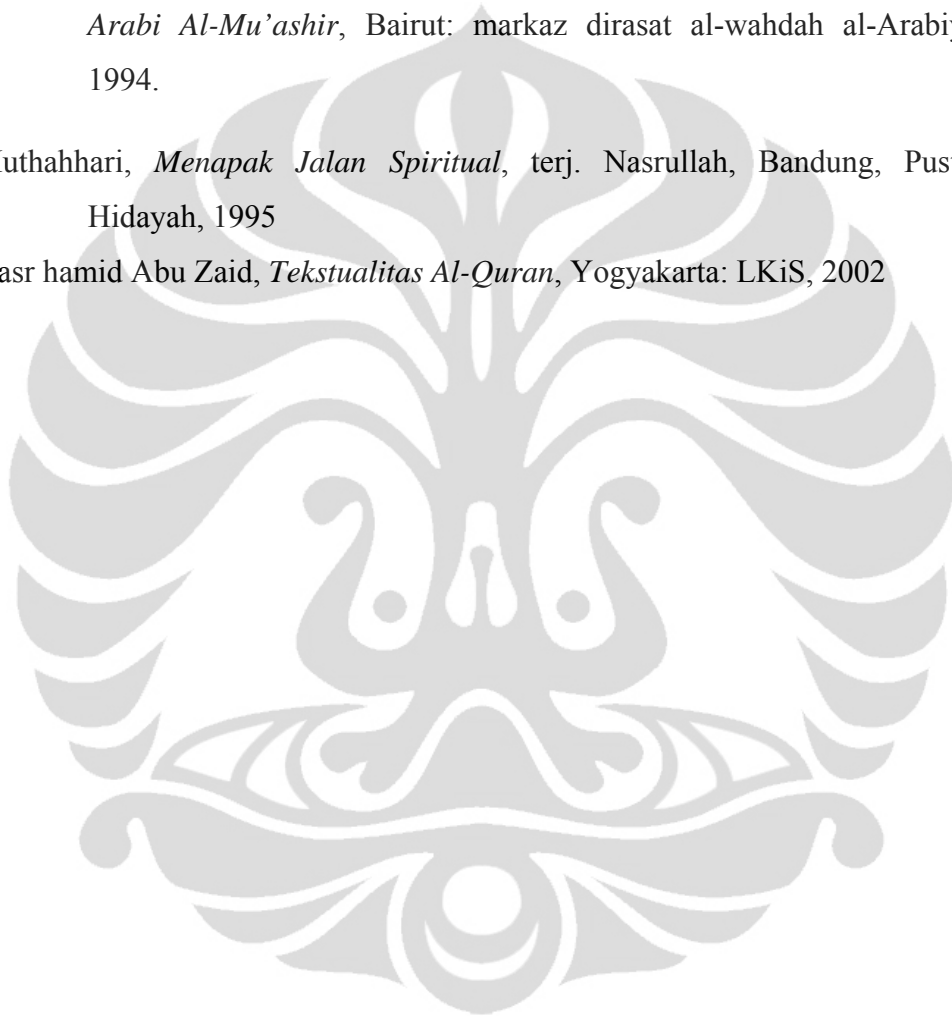 Arabi Al-Mu’ashir, Bairut: markaz dirasat al-wahdah al-Arabiy
1994.
uthahhari, Menapak Jalan Spiritual, terj. Nasrullah, Bandung, Pust
Hidayah, 1995
asr hamid Abu Zaid, Tekstualitas Al-Quran, Yogyakarta: LKiS, 2002